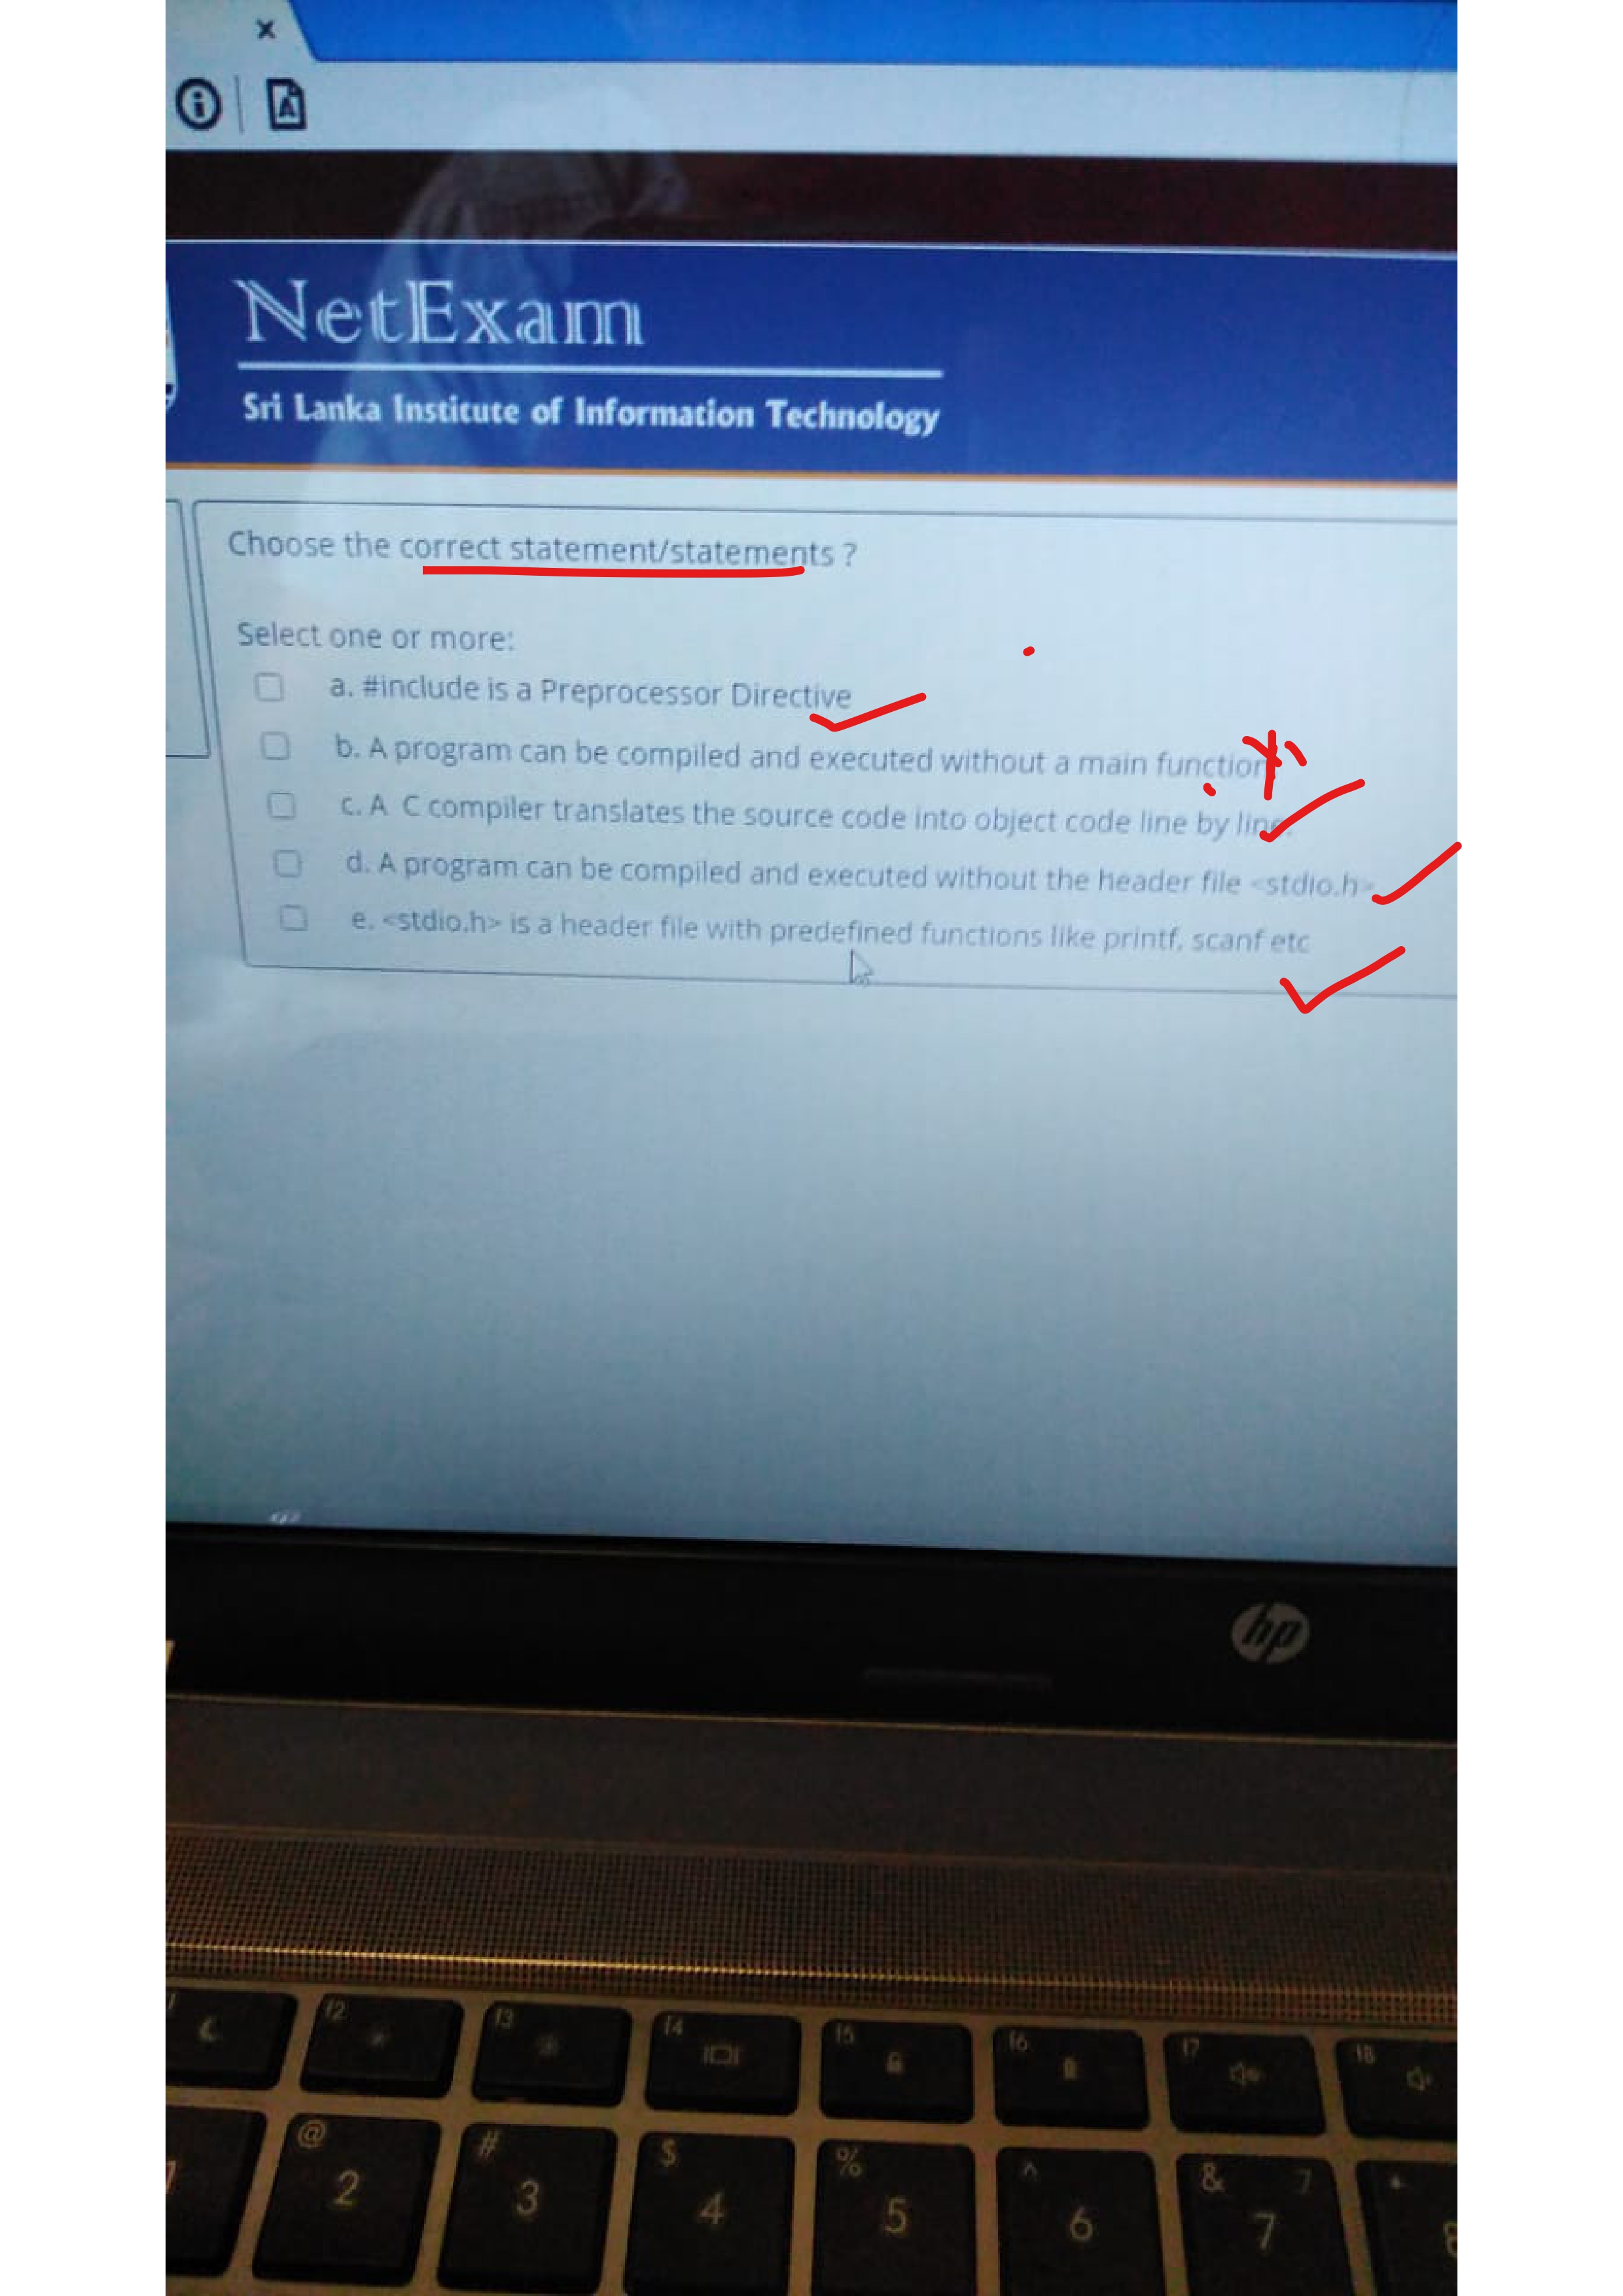 x
NetExam
Sri Lanka Institute of Information Technology
Choose the correct statement/statements ?
Select one or more:
a. #include is a Preprocessor Directive
b. A program can be compiled and executed without a main function
c. A C compiler translates the source code into object code line by line.
d. A program can be compiled and executed without the header file <stdio.h>
e. <stdio.h> is a header file with predefined functions like printf, scanf etc
hp
f2 f3 f4 f5 f6 f7 f8
@ # $ % ^ & 7 *
2 3 4 5 6 7 8